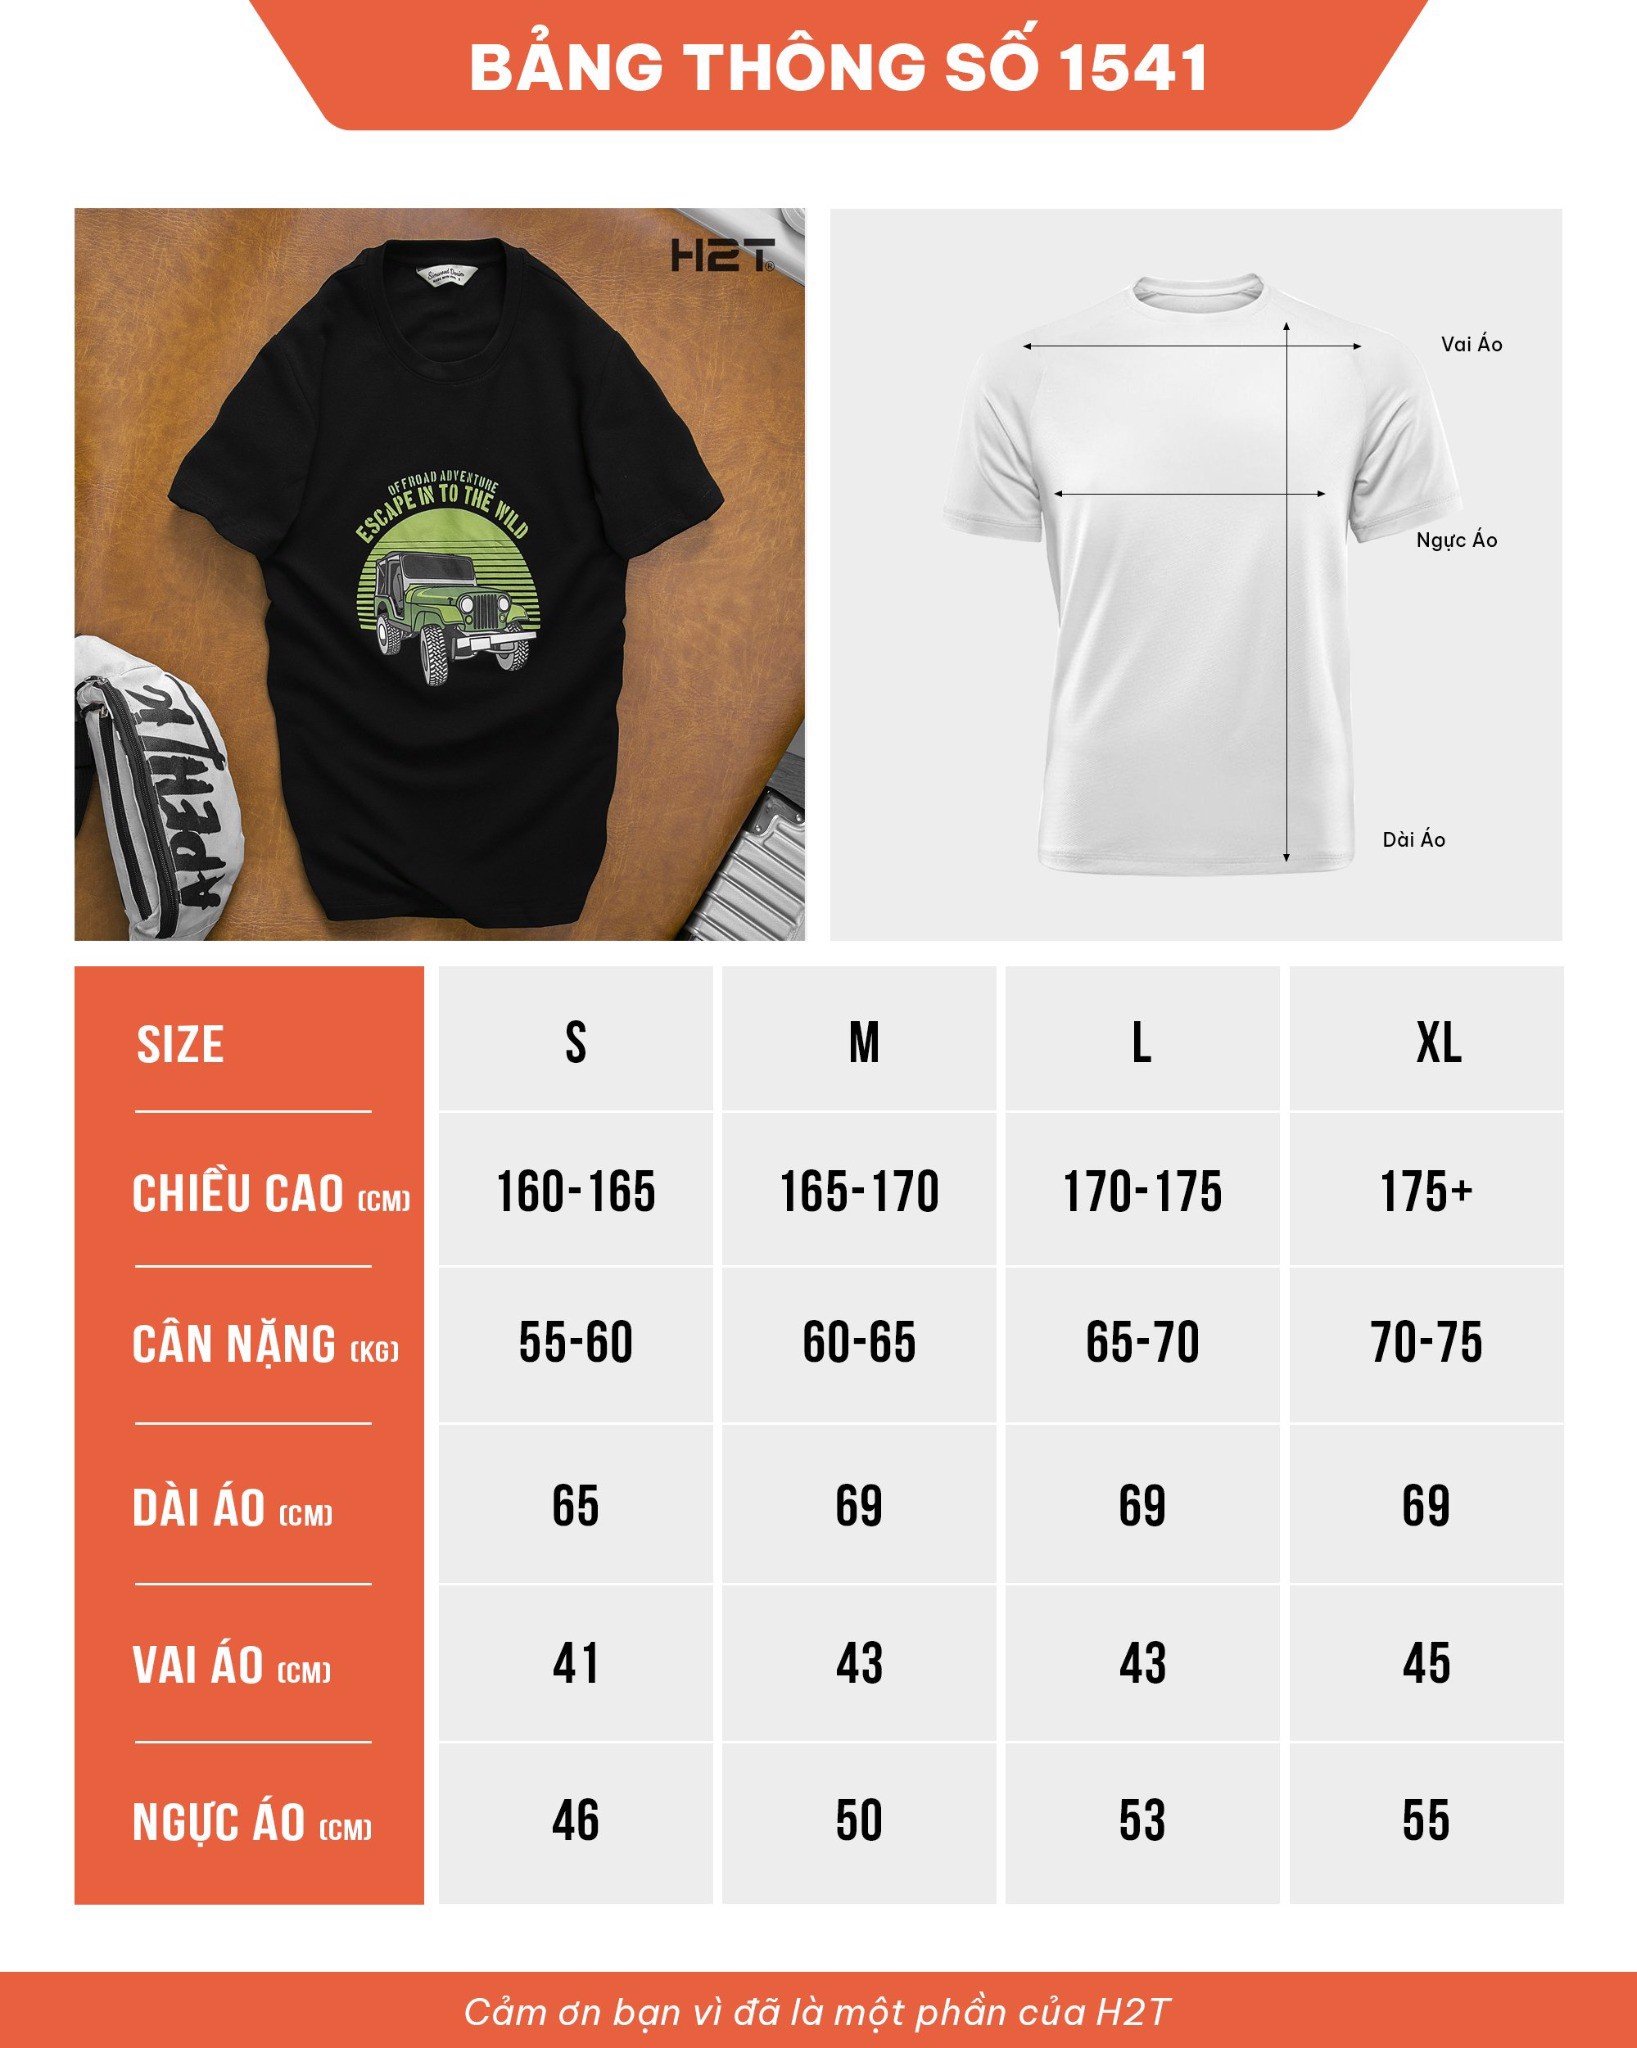 BẢNG THÔNG SỐ 1541
H2T®
OFFROAD ADVENTURE
ESCAPE IN TO THE WILD
APENTIK
Vai Áo
Ngực Áo
Dài Áo
SIZE S M L XL
CHIỀU CAO (CM) 160-165 165-170 170-175 175+
CÂN NẶNG (KG) 55-60 60-65 65-70 70-75
DÀI ÁO (CM) 65 69 69 69
VAI ÁO (CM) 41 43 43 45
NGỰC ÁO (CM) 46 50 53 55
Cảm ơn bạn vì đã là một phần của H2T